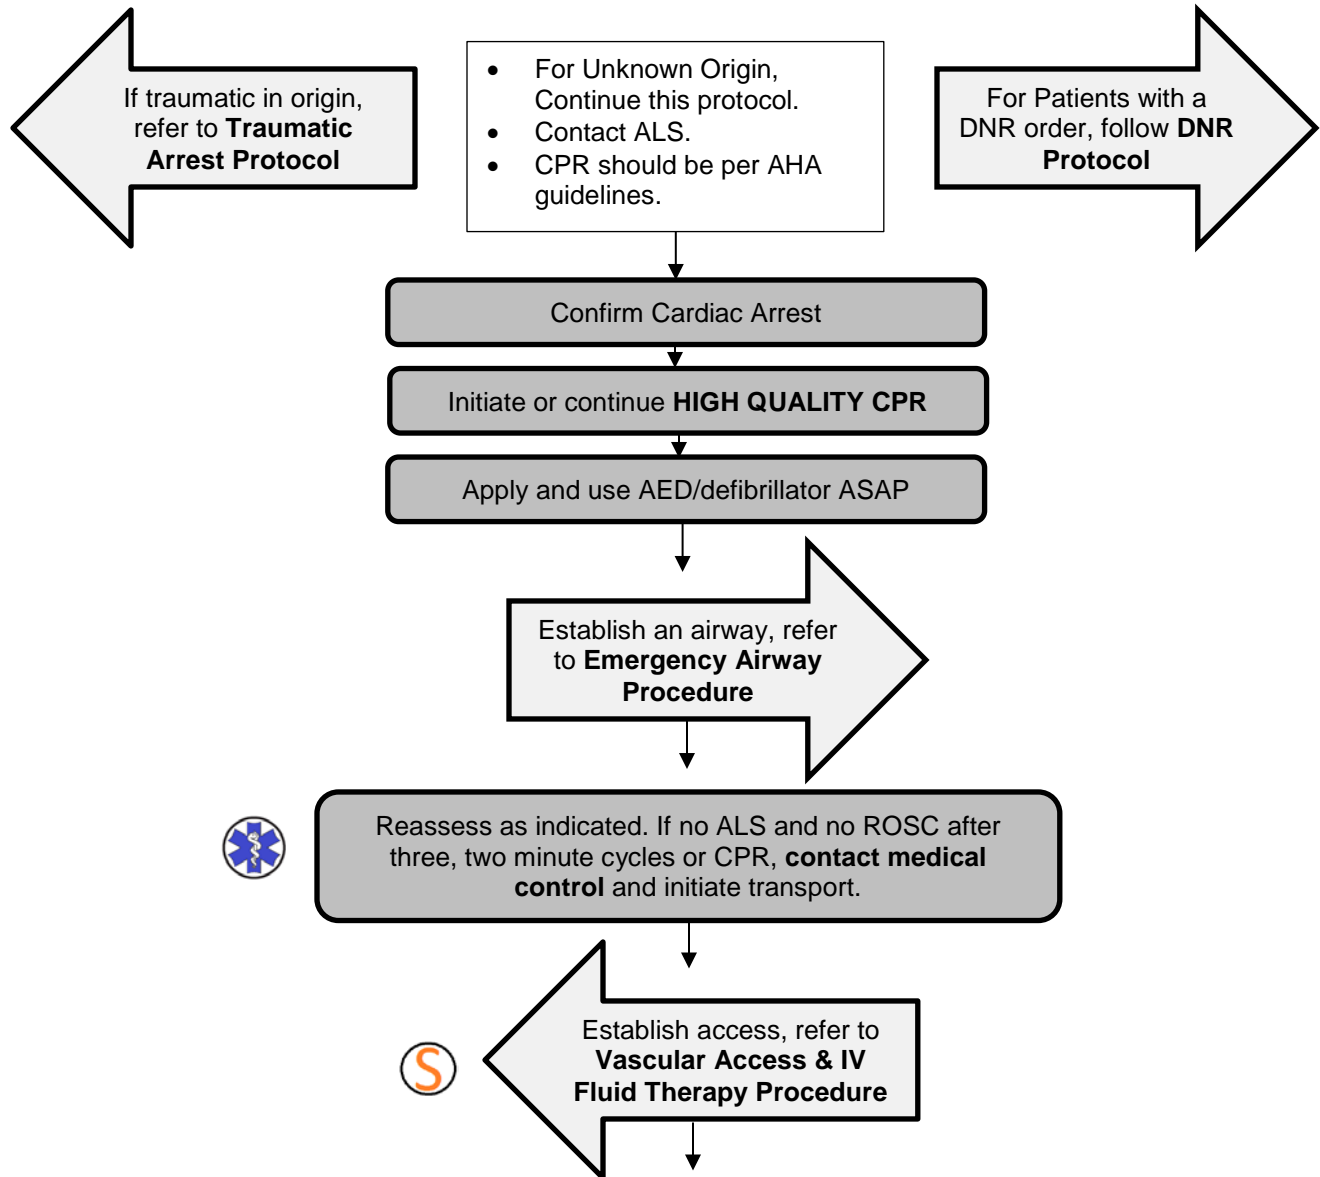 If traumatic in origin,
refer to Traumatic
Arrest Protocol
• For Unknown Origin,
Continue this protocol.
• Contact ALS.
• CPR should be per AHA
guidelines.
For Patients with a
DNR order, follow DNR
Protocol
Confirm Cardiac Arrest
Initiate or continue HIGH QUALITY CPR
Apply and use AED/defibrillator ASAP
Establish an airway, refer
to Emergency Airway
Procedure
Reassess as indicated. If no ALS and no ROSC after
three, two minute cycles or CPR, contact medical
control and initiate transport.
S
Establish access, refer to
Vascular Access & IV
Fluid Therapy Procedure